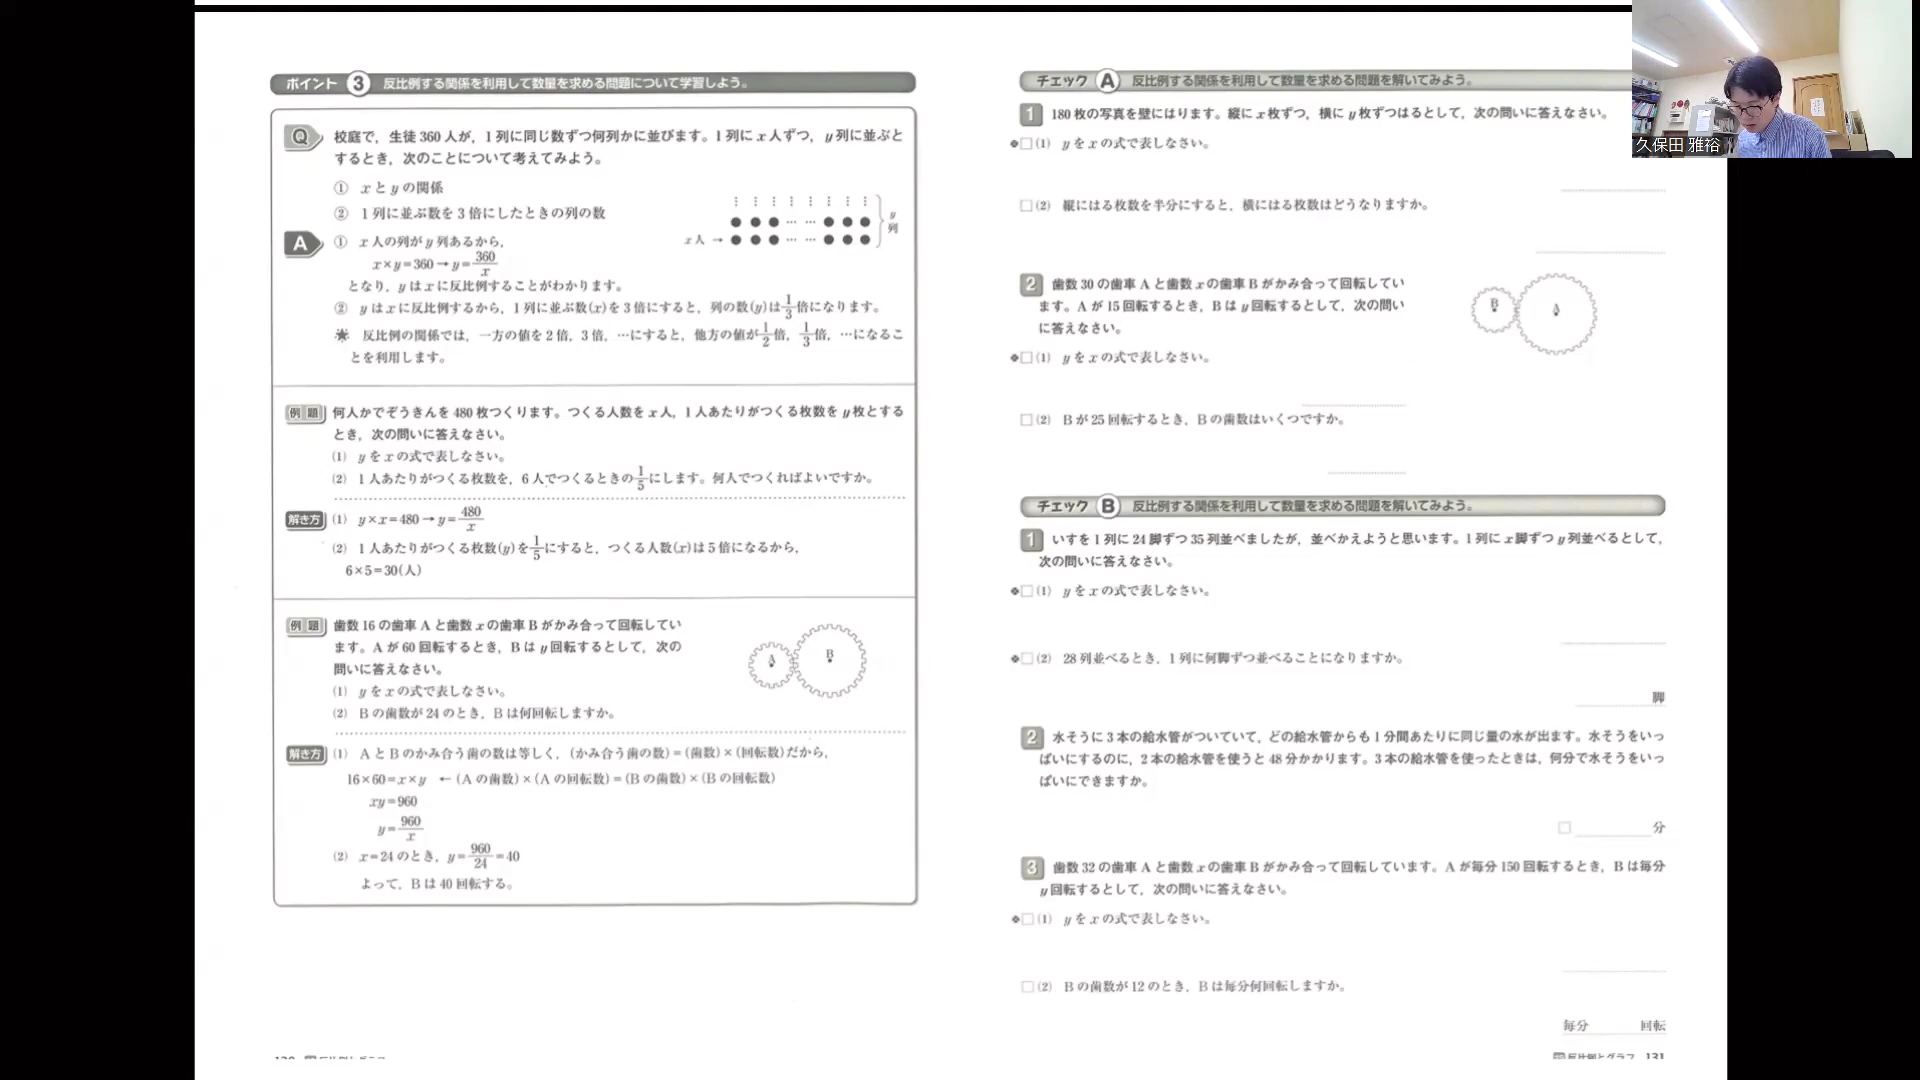 ポイント 3 反比例する関係を利用して数量を求める問題について学習しよう。
Q 校庭で，生徒 360 人が，1 列に同じ数ずつ何列かに並びます。1 列に x 人ずつ，y 列に並ぶと
するとき，次のことについて考えてみよう。
① x と y の関係
② 1 列に並ぶ数を 3 倍にしたときの列の数
x 人 →
y
列
A ① x 人の列が y 列あるから，
x×y=360 → y=360/x
となり，y は x に反比例することがわかります。
② y は x に反比例するから，1 列に並ぶ数(x)を 3 倍にすると，列の数(y)は1/3倍になります。
反比例の関係では，一方の値を 2 倍，3 倍，…にすると，他方の値が1/2倍，1/3倍，…になるこ
とを利用します。
例題 何人かでぞうきんを 480 枚つくります。つくる人数を x 人，1 人あたりがつくる枚数を y 枚とする
とき，次の問いに答えなさい。
(1) y を x の式で表しなさい。
(2) 1 人あたりがつくる枚数を，6 人でつくるときの1/5にします。何人でつくればよいですか。
解き方 (1) y×x=480 → y=480/x
(2) 1 人あたりがつくる枚数(y)を1/5にすると，つくる人数(x)は 5 倍になるから，
6×5=30(人)
例題 歯数 16 の歯車 A と歯数 x の歯車 B がかみ合って回転してい
ます。A が 60 回転するとき，B は y 回転するとして，次の
問いに答えなさい。
(1) y を x の式で表しなさい。
(2) B の歯数が 24 のとき，B は何回転しますか。
A
B
解き方 (1) A と B のかみ合う歯の数は等しく，(かみ合う歯の数)=(歯数)×(回転数)だから，
16×60=x×y ←(A の歯数)×(A の回転数)=(B の歯数)×(B の回転数)
xy=960
y=960/x
(2) x=24 のとき，y=960/24=40
よって，B は 40 回転する。
チェック A 反比例する関係を利用して数量を求める問題を解いてみよう。
1 180 枚の写真を壁にはります。縦に x 枚ずつ，横に y 枚ずつはるとして，次の問いに答えなさい。
(1) y を x の式で表しなさい。
(2) 縦にはる枚数を半分にすると，横にはる枚数はどうなりますか。
2 歯数 30 の歯車 A と歯数 x の歯車 B がかみ合って回転してい
ます。A が 15 回転するとき，B は y 回転するとして，次の問い
に答えなさい。
B
A
(1) y を x の式で表しなさい。
(2) B が 25 回転するとき，B の歯数はいくつですか。
チェック B 反比例する関係を利用して数量を求める問題を解いてみよう。
1 いすを 1 列に 24 脚ずつ 35 列並べましたが，並べかえようと思います。1 列に x 脚ずつ y 列並べるとして，
次の問いに答えなさい。
(1) y を x の式で表しなさい。
(2) 28 列並べるとき，1 列に何脚ずつ並べることになりますか。
脚
2 水そうに 3 本の給水管がついていて，どの給水管からも 1 分間あたりに同じ量の水が出ます。水そうをいっ
ぱいにするのに，2 本の給水管を使うと 48 分かかります。3 本の給水管を使ったときは，何分で水そうをいっ
ぱいにできますか。
分
3 歯数 32 の歯車 A と歯数 x の歯車 B がかみ合って回転しています。A が毎分 150 回転するとき，B は毎分
y 回転するとして，次の問いに答えなさい。
(1) y を x の式で表しなさい。
(2) B の歯数が 12 のとき，B は毎分何回転しますか。
毎分 回転
反比例とグラフ 131
久保田 雅裕